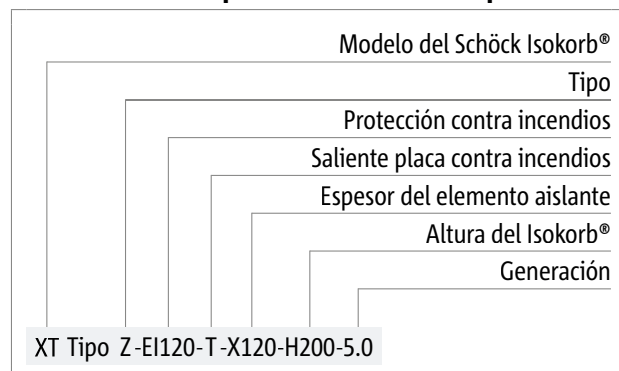 Modelo del Schöck Isokorb®
Tipo
Protección contra incendios
Saliente placa contra incendios
Espesor del elemento aislante
Altura del Isokorb®
Generación
XT Tipo Z-EI120-T-X120-H200-5.0